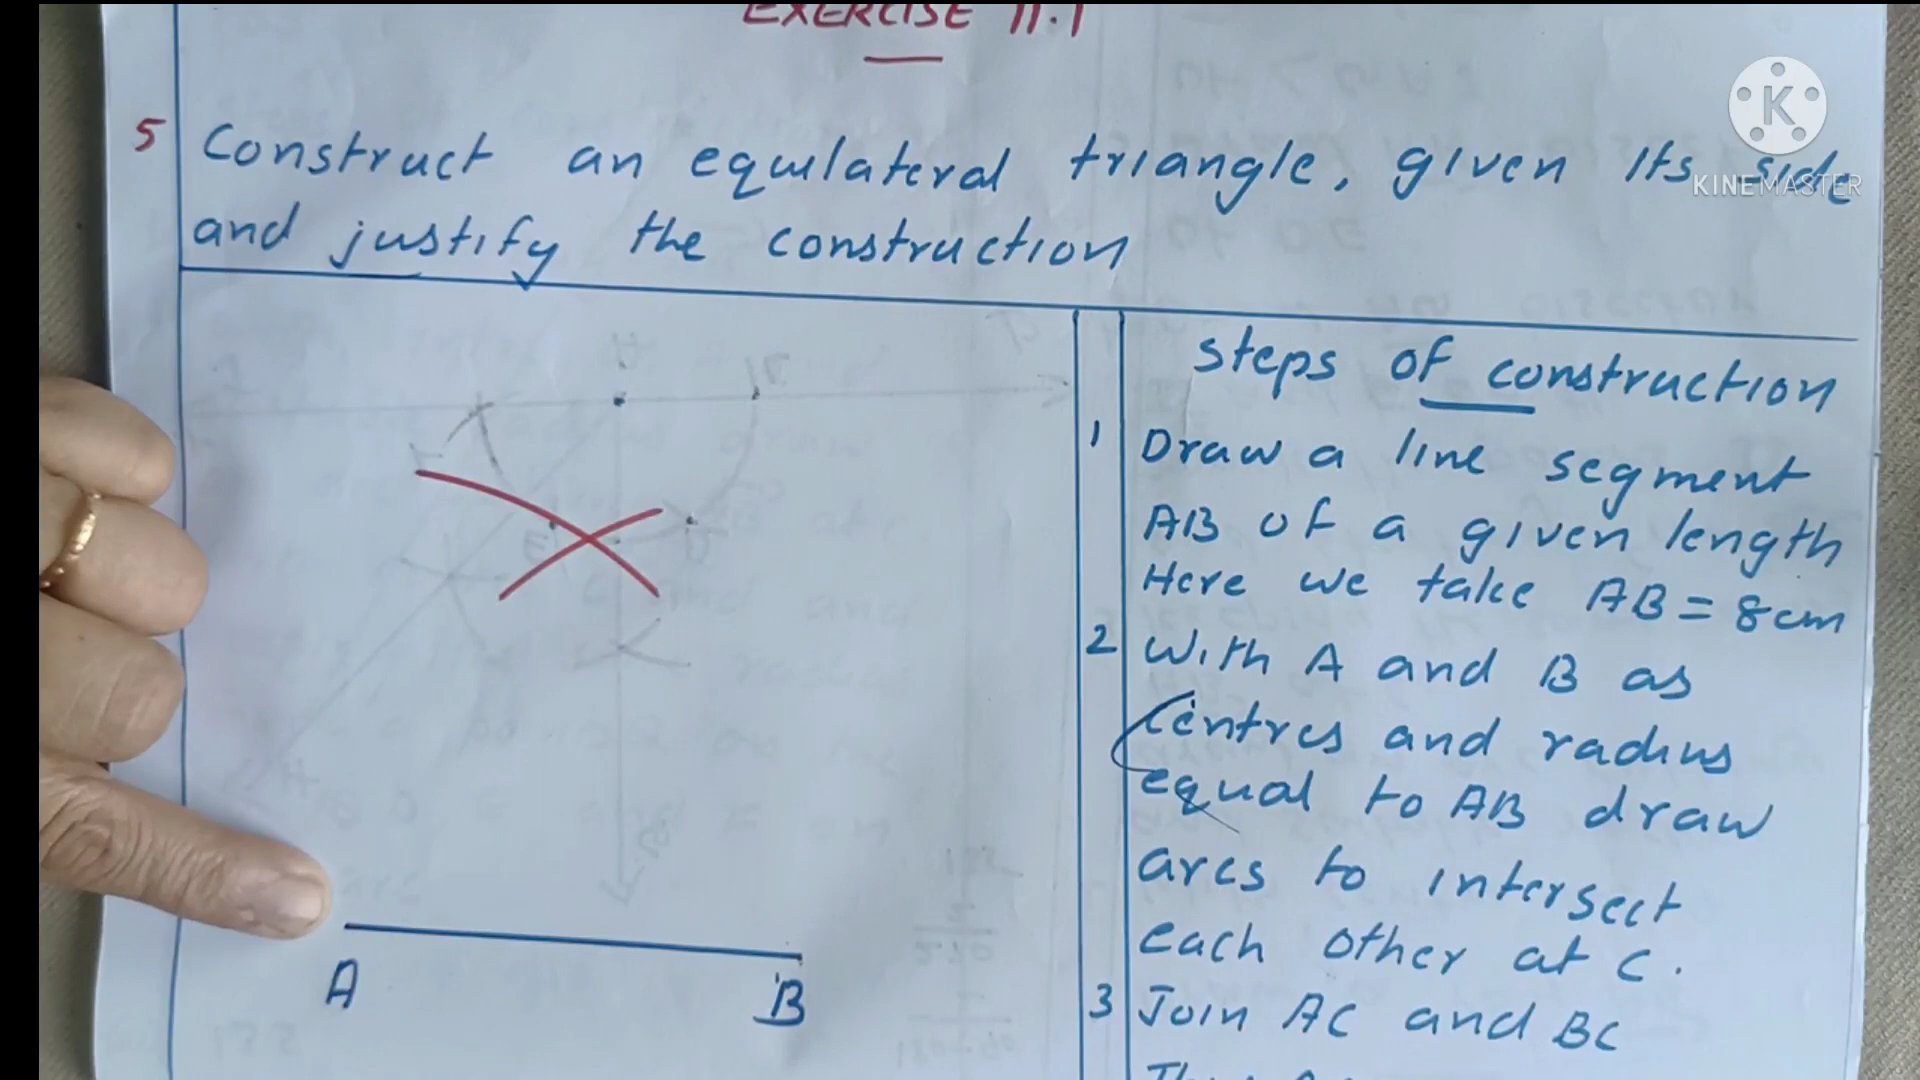 EXERCISE 11.1
5 Construct an equilateral triangle, given its side
and justify the construction
K
KINEMASTER
Steps of construction
1 Draw a line segment
AB of a given length
Here we take AB = 8cm
2 With A and B as
centres and radius
equal to AB draw
arcs to intersect
each other at C.
3 Join AC and BC
A
B